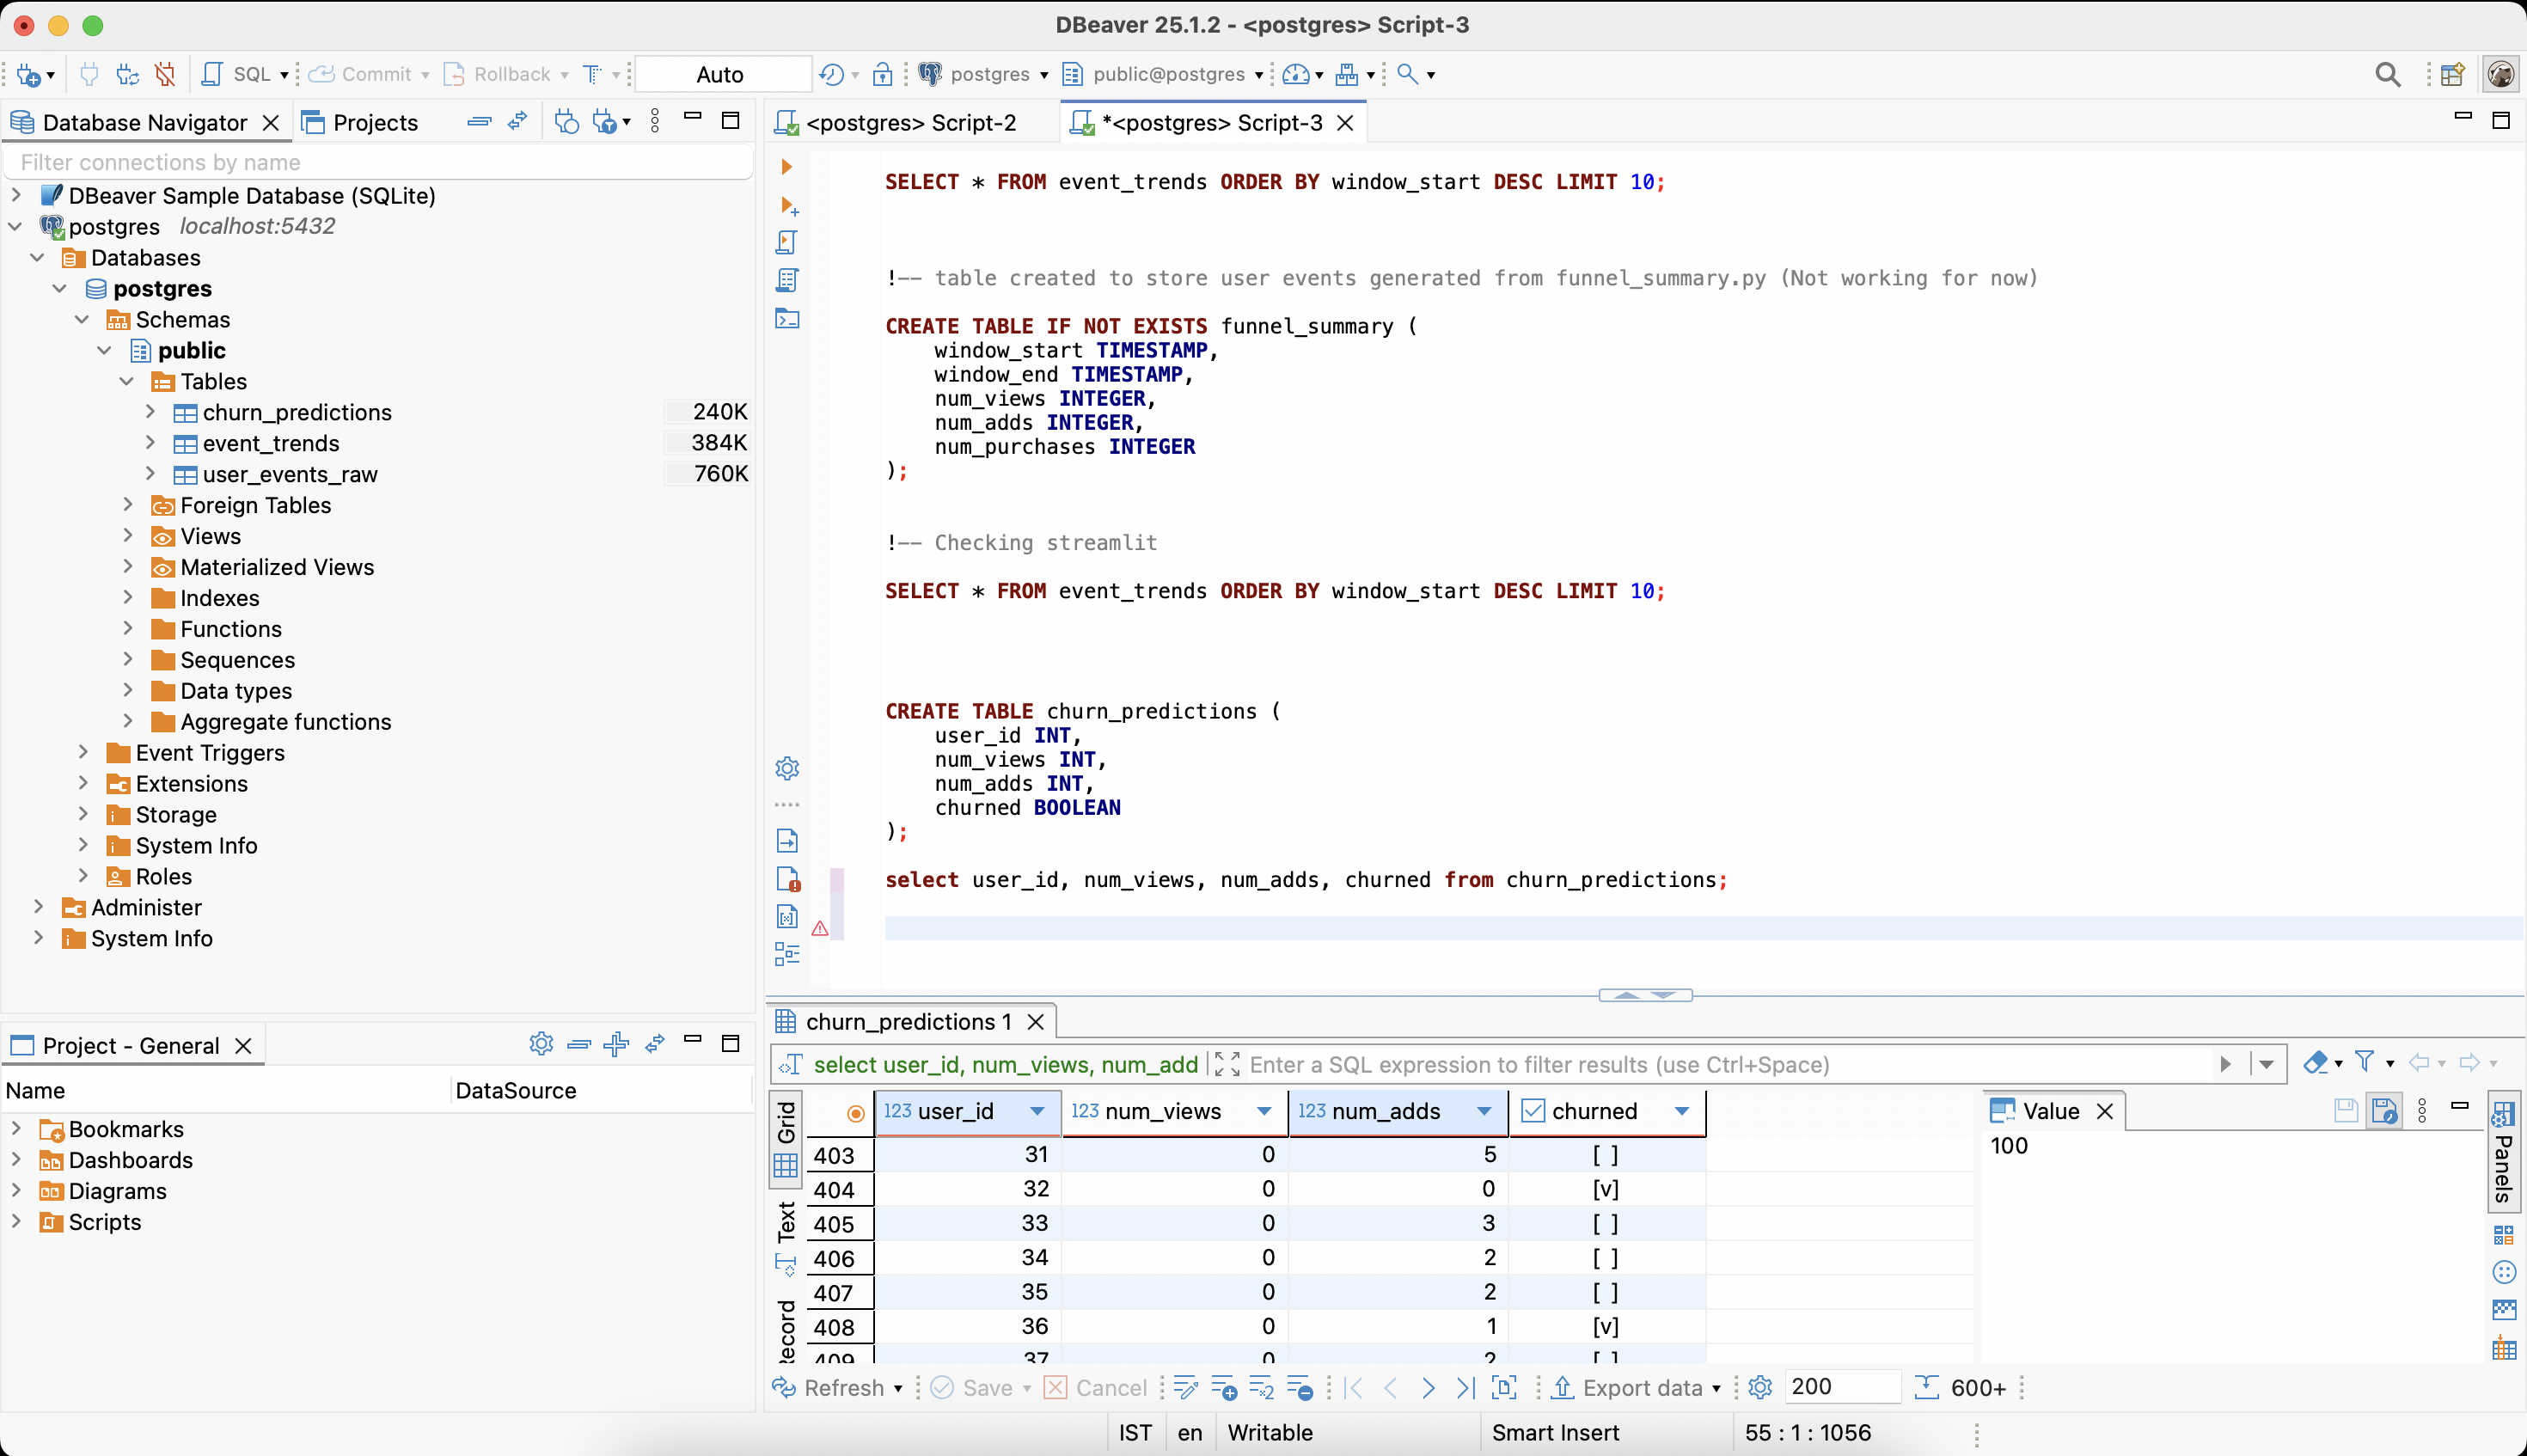 DBeaver 25.1.2 - <postgres> Script-3
SQL Commit Rollback Auto postgres public@postgres
Database Navigator Projects
Filter connections by name
DBeaver Sample Database (SQLite)
postgres localhost:5432
Databases
postgres
Schemas
public
Tables
churn_predictions 240K
event_trends 384K
user_events_raw 760K
Foreign Tables
Views
Materialized Views
Indexes
Functions
Sequences
Data types
Aggregate functions
Event Triggers
Extensions
Storage
System Info
Roles
Administer
System Info
Project - General
Name DataSource
Bookmarks
Dashboards
Diagrams
Scripts
<postgres> Script-2 *<postgres> Script-3
SELECT * FROM event_trends ORDER BY window_start DESC LIMIT 10;
!-- table created to store user events generated from funnel_summary.py (Not working for now)
CREATE TABLE IF NOT EXISTS funnel_summary (
window_start TIMESTAMP,
window_end TIMESTAMP,
num_views INTEGER,
num_adds INTEGER,
num_purchases INTEGER
);
!-- Checking streamlit
SELECT * FROM event_trends ORDER BY window_start DESC LIMIT 10;
CREATE TABLE churn_predictions (
user_id INT,
num_views INT,
num_adds INT,
churned BOOLEAN
);
select user_id, num_views, num_adds, churned from churn_predictions;
churn_predictions 1
select user_id, num_views, num_add Enter a SQL expression to filter results (use Ctrl+Space)
Grid
Text
Record
123 user_id 123 num_views 123 num_adds churned
403 31 0 5 [ ]
404 32 0 0 [v]
405 33 0 3 [ ]
406 34 0 2 [ ]
407 35 0 2 [ ]
408 36 0 1 [v]
409 37 0 2 [ ]
Value
100
Panels
Refresh Save Cancel Export data 200 600+
IST en Writable Smart Insert 55 : 1 : 1056